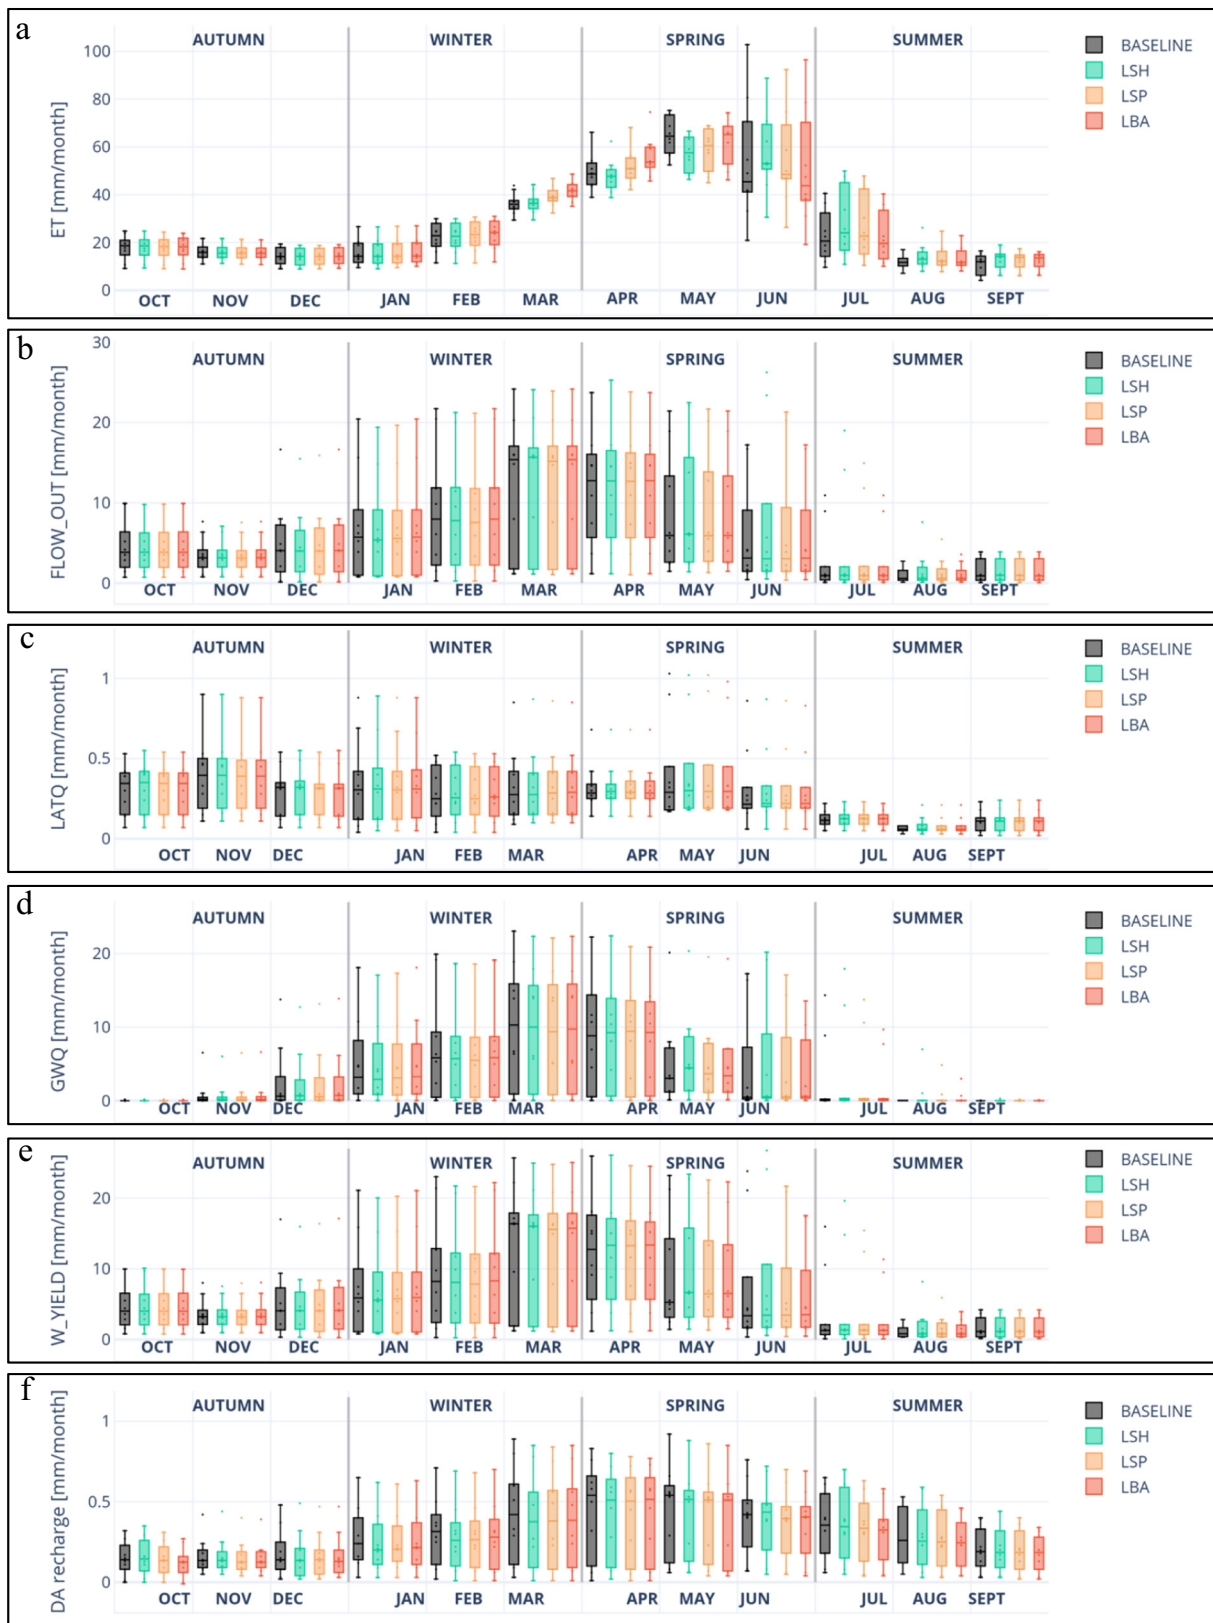 a
AUTUMN WINTER SPRING SUMMER
ET [mm/month]
100
80
60
40
20
0
OCT NOV DEC JAN FEB MAR APR MAY JUN JUL AUG SEPT
BASELINE
LSH
LSP
LBA
b
AUTUMN WINTER SPRING SUMMER
FLOW_OUT [mm/month]
30
20
10
0
OCT NOV DEC JAN FEB MAR APR MAY JUN JUL AUG SEPT
BASELINE
LSH
LSP
LBA
c
AUTUMN WINTER SPRING SUMMER
LATQ [mm/month]
1
0.5
0
OCT NOV DEC JAN FEB MAR APR MAY JUN JUL AUG SEPT
BASELINE
LSH
LSP
LBA
d
AUTUMN WINTER SPRING SUMMER
GWQ [mm/month]
20
10
0
OCT NOV DEC JAN FEB MAR APR MAY JUN JUL AUG SEPT
BASELINE
LSH
LSP
LBA
e
AUTUMN WINTER SPRING SUMMER
W_YIELD [mm/month]
20
10
0
OCT NOV DEC JAN FEB MAR APR MAY JUN JUL AUG SEPT
BASELINE
LSH
LSP
LBA
f
AUTUMN WINTER SPRING SUMMER
DA recharge [mm/month]
1
0.5
0
OCT NOV DEC JAN FEB MAR APR MAY JUN JUL AUG SEPT
BASELINE
LSH
LSP
LBA